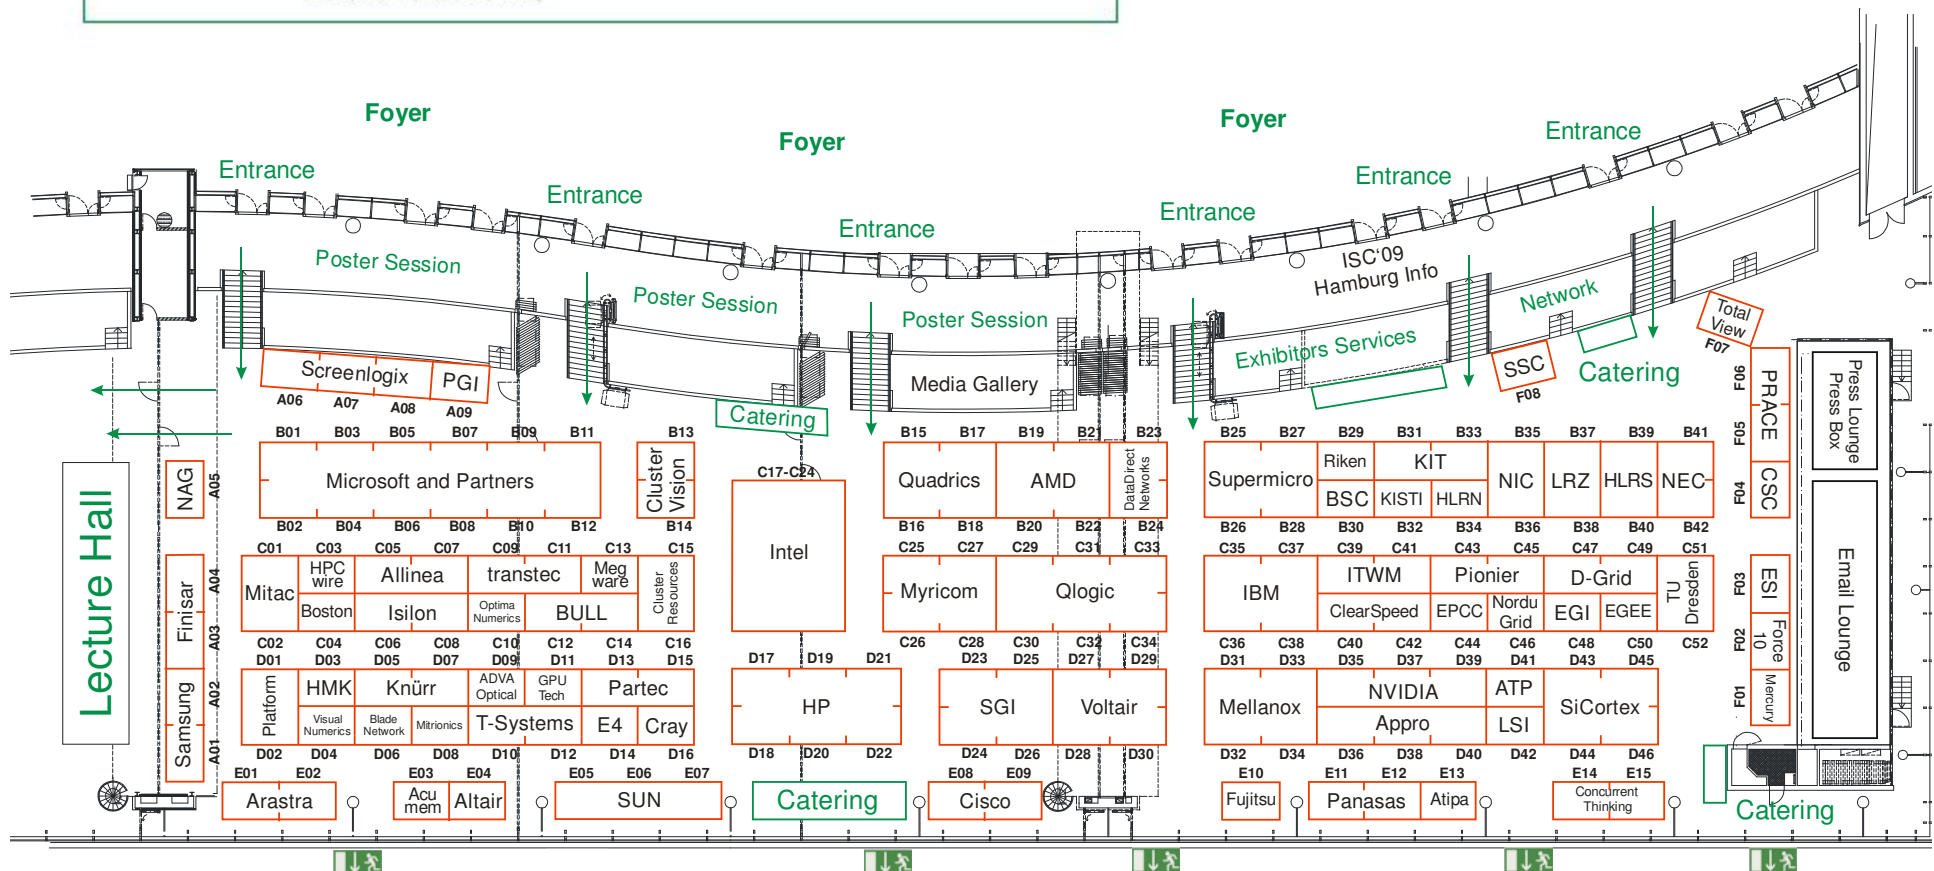 Foyer
Foyer
Foyer
Entrance
Entrance
Entrance
Entrance
Entrance
Entrance
Poster Session
Poster Session
Poster Session
ISC'09
Hamburg Info
Network
Exhibitors Services
Media Gallery
Catering
Catering
Total
View
F07
SSC
F08
Screenlogix
PGI
A06 A07 A08 A09
Press Lounge
Press Box
Email Lounge
Lecture Hall
PRACE
F06
F05
CSC
F04
ESI
F03
Force
10
F02
Mercury
F01
NAG
A05
Finisar
A04
A03
Samsung
A02
A01
B01 B03 B05 B07 B09 B11 B13 B15 B17 B19 B21 B23 B25 B27 B29 B31 B33 B35 B37 B39 B41
Microsoft and Partners
Cluster
Vision
Quadrics
AMD
DataDirect
Networks
Supermicro
Riken
KIT
BSC
KISTI
HLRN
NIC
LRZ
HLRS
NEC
B02 B04 B06 B08 B10 B12 B14 B16 B18 B20 B22 B24 B26 B28 B30 B32 B34 B36 B38 B40 B42
C17-C24
Intel
C01 C03 C05 C07 C09 C11 C13 C15 C25 C27 C29 C31 C33 C35 C37 C39 C41 C43 C45 C47 C49 C51
Mitac
HPC
wire
Allinea
transtec
Meg
ware
Cluster
Resources
Boston
Isilon
Optima
Numerics
BULL
Myricom
Qlogic
IBM
ITWM
Pionier
D-Grid
TU
Dresden
ClearSpeed
EPCC
Nordu
Grid
EGI
EGEE
C02 C04 C06 C08 C10 C12 C14 C16 C26 C28 C30 C32 C34 C36 C38 C40 C42 C44 C46 C48 C50 C52
D01 D03 D05 D07 D09 D11 D13 D15 D17 D19 D21 D23 D25 D27 D29 D31 D33 D35 D37 D39 D41 D43 D45
Platform
HMK
Knürr
ADVA
Optical
GPU
Tech
Partec
Visual
Numerics
Blade
Network
Mitrionics
T-Systems
E4
Cray
HP
SGI
Voltair
Mellanox
NVIDIA
ATP
SiCortex
Appro
LSI
D02 D04 D06 D08 D10 D12 D14 D16 D18 D20 D22 D24 D26 D28 D30 D32 D34 D36 D38 D40 D42 D44 D46
E01 E02 E03 E04 E05 E06 E07 E08 E09 E10 E11 E12 E13 E14 E15
Arastra
Acu
mem
Altair
SUN
Catering
Cisco
Fujitsu
Panasas
Atipa
Concurrent
Thinking
Catering